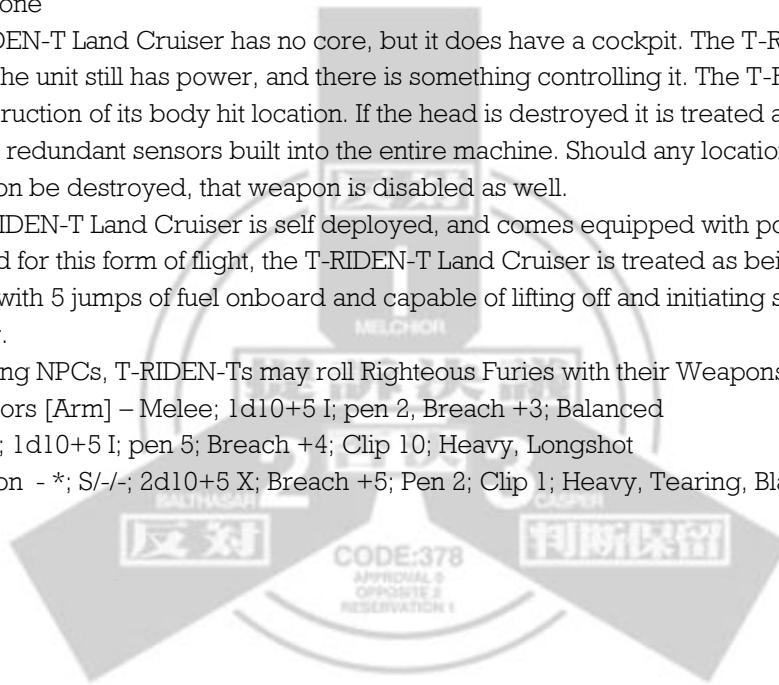 one
DEN-T Land Cruiser has no core, but it does have a cockpit. The T-R
he unit still has power, and there is something controlling it. The T-R
ruction of its body hit location. If the head is destroyed it is treated a
redundant sensors built into the entire machine. Should any location
on be destroyed, that weapon is disabled as well.
RIDEN-T Land Cruiser is self deployed, and comes equipped with po
d for this form of flight, the T-RIDEN-T Land Cruiser is treated as bei
with 5 jumps of fuel onboard and capable of lifting off and initiating s
ng NPCs, T-RIDEN-Ts may roll Righteous Furies with their Weapons
ors [Arm] – Melee; 1d10+5 I; pen 2, Breach +3; Balanced
; 1d10+5 I; pen 5; Breach +4; Clip 10; Heavy, Longshot
on - *; S/-/-; 2d10+5 X; Breach +5; Pen 2; Clip 1; Heavy, Tearing, Bla
反対
1
MELCHIOR
2
3
BALTHASAR
CASPER
反対
判断保留
CODE:378
APPROVAL 0
OPPOSITE 2
RESERVATION 1